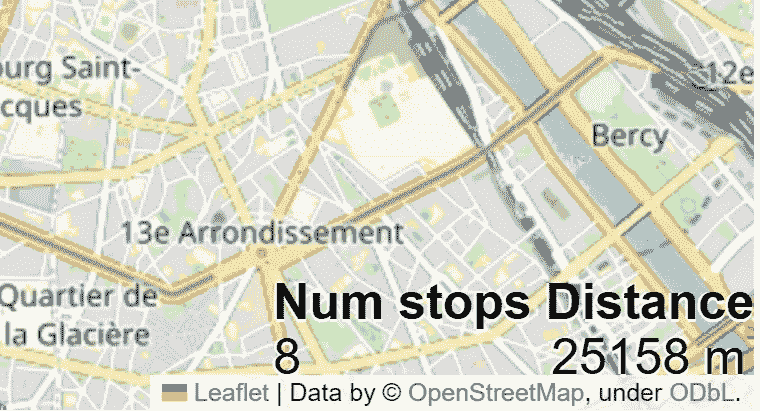 ourg Saint-
cques
12e
Bercy
13e Arrondissement
Quartier de
la Glacière
Num stops Distance
8 25158 m
Leaflet | Data by © OpenStreetMap, under ODbL.